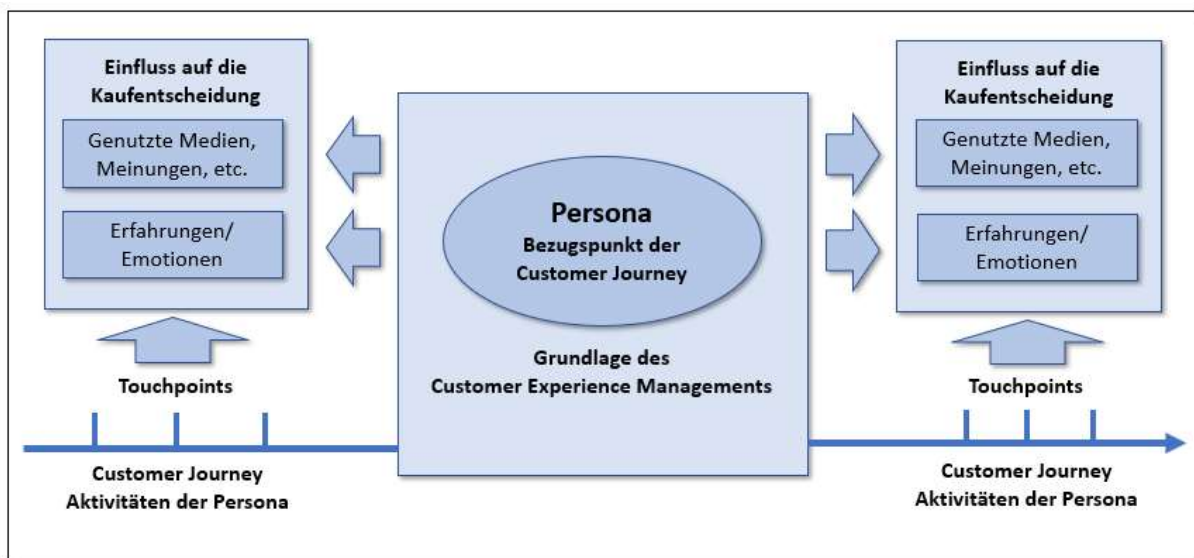 Einfluss auf die
Kaufentscheidung
Genutzte Medien,
Meinungen, etc.
Erfahrungen/
Emotionen
Touchpoints
Customer Journey
Aktivitäten der Persona
Persona
Bezugspunkt der
Customer Journey
Grundlage des
Customer Experience Managements
Einfluss auf die
Kaufentscheidung
Genutzte Medien,
Meinungen, etc.
Erfahrungen/
Emotionen
Touchpoints
Customer Journey
Aktivitäten der Persona